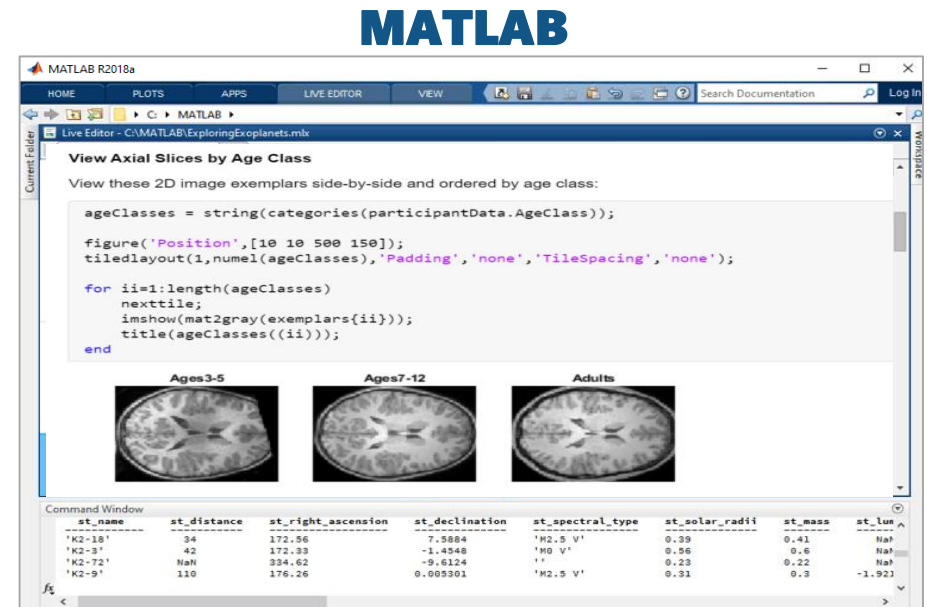 MATLAB
MATLAB R2018a
HOME PLOTS APPS LIVE EDITOR VIEW Search Documentation Log In
C: MATLAB
Current Folder
Live Editor - C:\MATLAB\ExploringExoplanets.mlx
Workspace
View Axial Slices by Age Class
View these 2D image exemplars side-by-side and ordered by age class:
ageClasses = string(categories(participantData.AgeClass));
figure('Position',[10 10 500 150]);
tiledlayout(1,numel(ageClasses),'Padding','none','TileSpacing','none');
for ii=1:length(ageClasses)
nexttile;
imshow(mat2gray(exemplars{ii}));
title(ageClasses((ii)));
end
Ages3-5 Ages7-12 Adults
Command Window
st_name st_distance st_right_ascension st_declination st_spectral_type st_solar_radii st_mass st_lum
'K2-18' 34 172.56 7.5884 'M2.5 V' 0.39 0.41 NaN
'K2-3' 42 172.33 -1.4548 'M0 V' 0.56 0.6 NaN
'K2-72' NaN 334.62 -9.6124 '' 0.23 0.22 NaN
'K2-9' 110 176.26 0.005301 'M2.5 V' 0.31 0.3 -1.921
fx